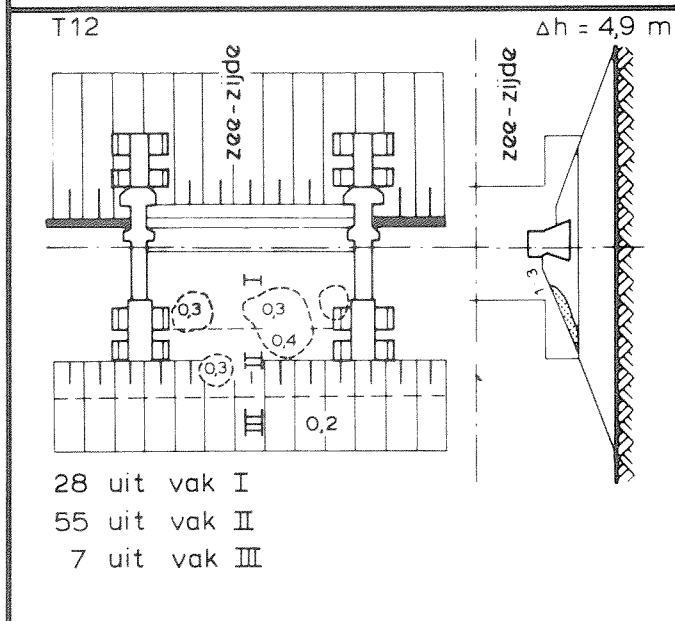 T12
Δh = 4,9 m
zee-zijde
zee-zijde
I
0,3
0,3
0,4
II
0,3
III
0,2
1 3
28 uit vak I
55 uit vak II
7 uit vak III